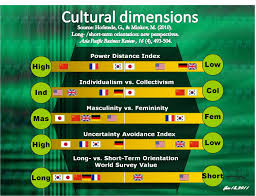 Cultural dimensions
Source: Hofstede, G., & Minkov, M. (2010).
Long- /short-term orientation: new perspectives.
Asia Pacific Business Review, 16 (4), 493-504.
Power Distance Index
High Low
Individualism vs. Collectivism
Ind Col
Masculinity vs. Femininity
Mas Fem
Uncertainty Avoidance Index
High Low
Long- vs. Short-Term Orientation
World Survey Value
Long Short